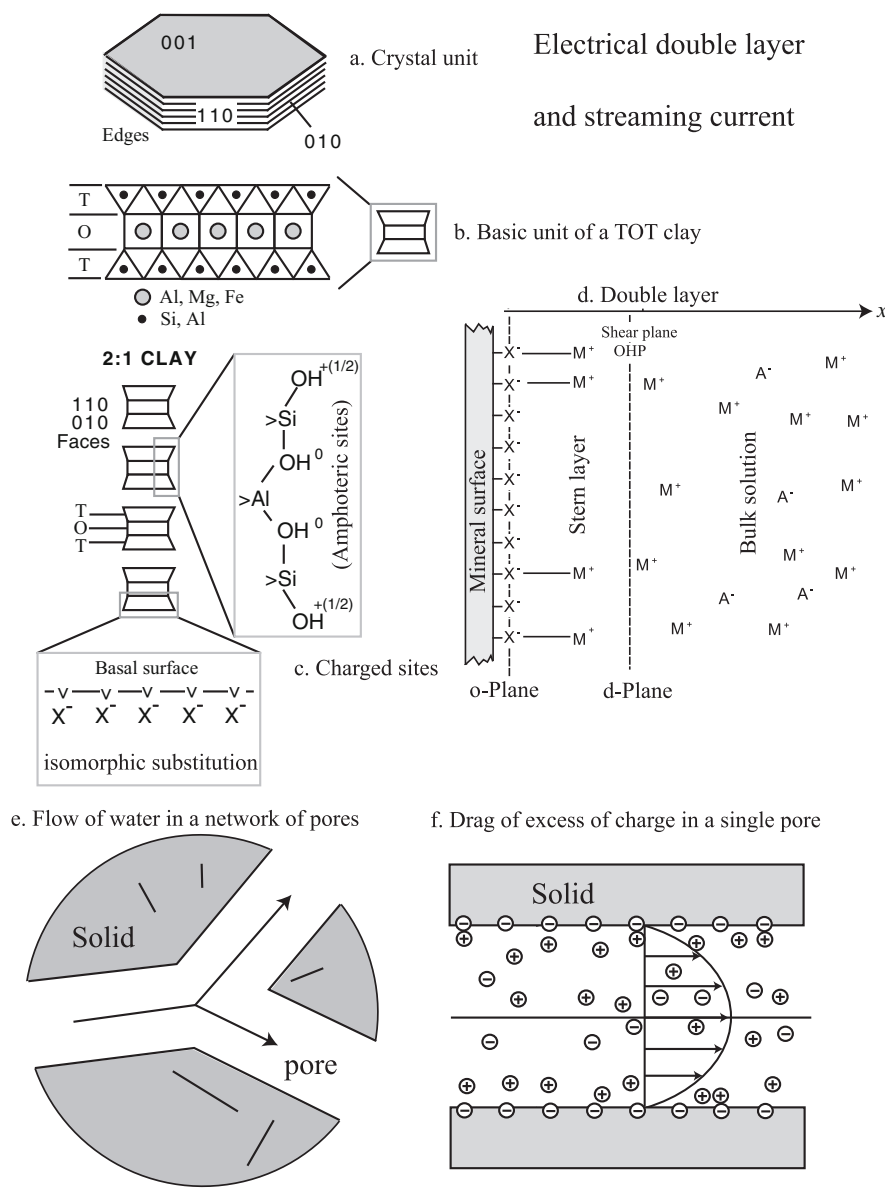 Electrical double layer
and streaming current
001
a. Crystal unit
110
Edges
010
T
O
T
b. Basic unit of a TOT clay
Al, Mg, Fe
Si, Al
2:1 CLAY
110
010
Faces
T
O
T
OH+(1/2)
>Si
OH0
>Al
OH0
>Si
OH+(1/2)
(Amphoteric sites)
c. Charged sites
Basal surface
v v v v v
X- X- X- X- X-
isomorphic substitution
d. Double layer
x
Shear plane
OHP
Mineral surface
Stern layer
Bulk solution
X- M+
X- M+
X-
X-
X-
X-
X-
X- M+
X-
X- M+
M+
A-
M+
M+
M+
M+
M+
M+
A-
M+
M+
M+
A-
A-
M+
M+
o-Plane
d-Plane
e. Flow of water in a network of pores
Solid
pore
f. Drag of excess of charge in a single pore
Solid